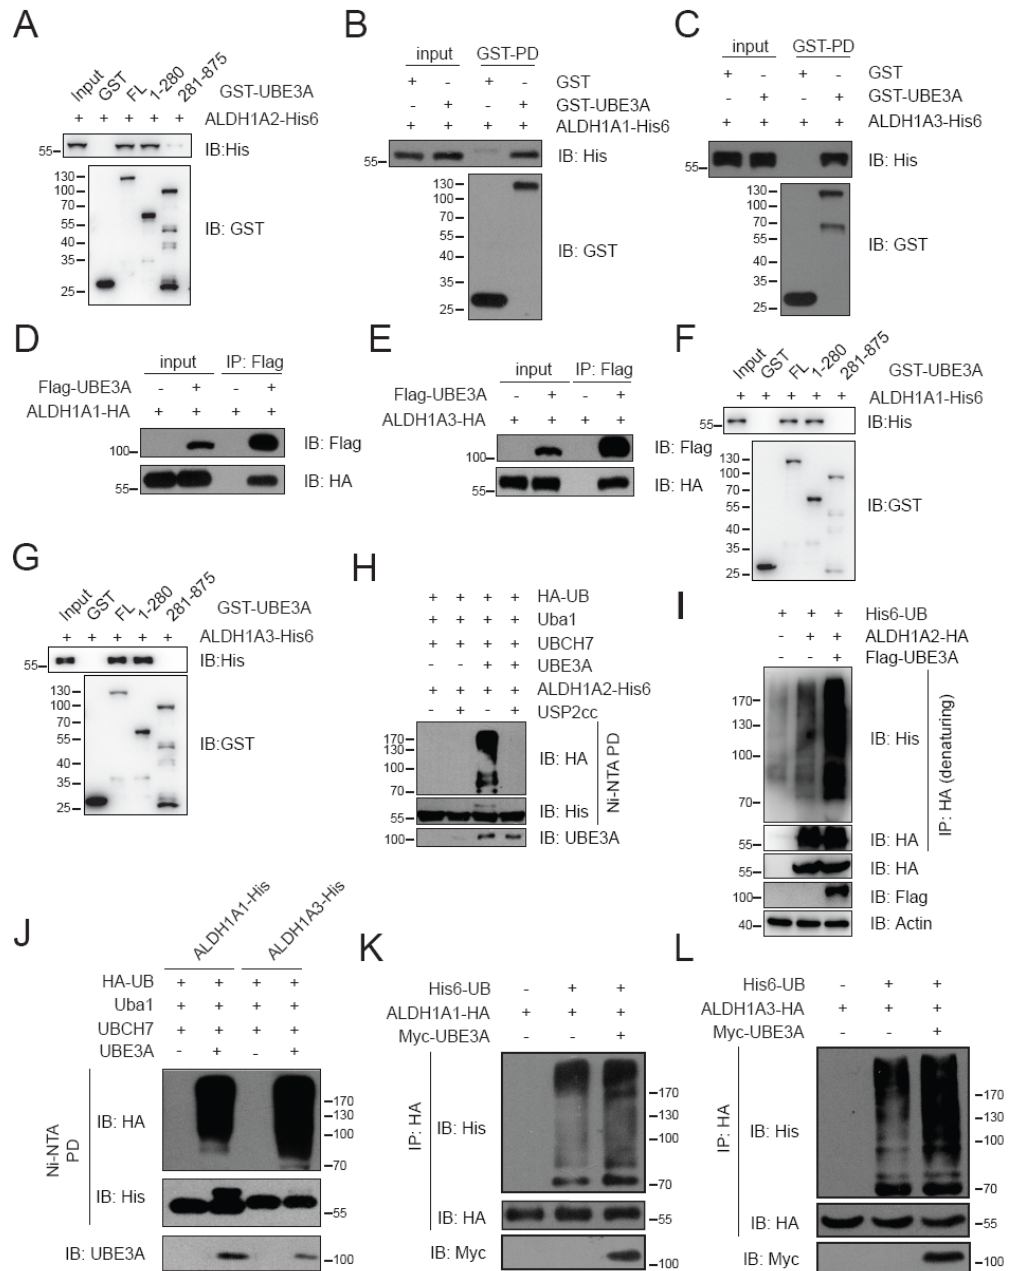 A
Input GST FL 1-280 281-875
GST-UBE3A
+ + + + + ALDH1A2-His6
55 IB:His
130
100
70
55
40
35
25
IB: GST
B
input GST-PD
+ - + - GST
- + - + GST-UBE3A
+ + + + ALDH1A1-His6
55 IB: His
130
100
70
55
40
35
25
IB: GST
C
input GST-PD
+ - + - GST
- + - + GST-UBE3A
+ + + + ALDH1A3-His6
55 IB: His
130
100
70
55
40
35
25
IB: GST
D
input IP: Flag
Flag-UBE3A - + - +
ALDH1A1-HA + + + +
100 IB: Flag
55 IB: HA
E
input IP: Flag
Flag-UBE3A - + - +
ALDH1A3-HA + + + +
100 IB: Flag
55 IB: HA
F
Input GST FL 1-280 281-875
GST-UBE3A
+ + + + + ALDH1A1-His6
55 IB:His
130
100
70
55
40
35
25
IB:GST
G
Input GST FL 1-280 281-875
GST-UBE3A
+ + + + + ALDH1A3-His6
55 IB:His
130
100
70
55
40
35
25
IB:GST
H
+ + + + HA-UB
+ + + + Uba1
+ + + + UBCH7
- - + + UBE3A
+ + + + ALDH1A2-His6
- + - + USP2cc
170
130
100
70
IB: HA
55 IB: His
Ni-NTA PD
100 IB: UBE3A
I
+ + + His6-UB
- + + ALDH1A2-HA
- - + Flag-UBE3A
170
130
100
70
IB: His
55 IB: HA
IP: HA (denaturing)
55 IB: HA
100 IB: Flag
40 IB: Actin
J
ALDH1A1-His ALDH1A3-His
HA-UB + + + +
Uba1 + + + +
UBCH7 + + + +
UBE3A - + - +
Ni-NTA PD
IB: HA
170
130
100
70
IB: His 55
IB: UBE3A 100
K
His6-UB - + +
ALDH1A1-HA + + +
Myc-UBE3A - - +
IP: HA
IB: His
170
130
100
70
IB: HA 55
IB: Myc 100
L
His6-UB - + +
ALDH1A3-HA + + +
Myc-UBE3A - - +
IP: HA
IB: His
170
130
100
70
IB: HA 55
IB: Myc 100